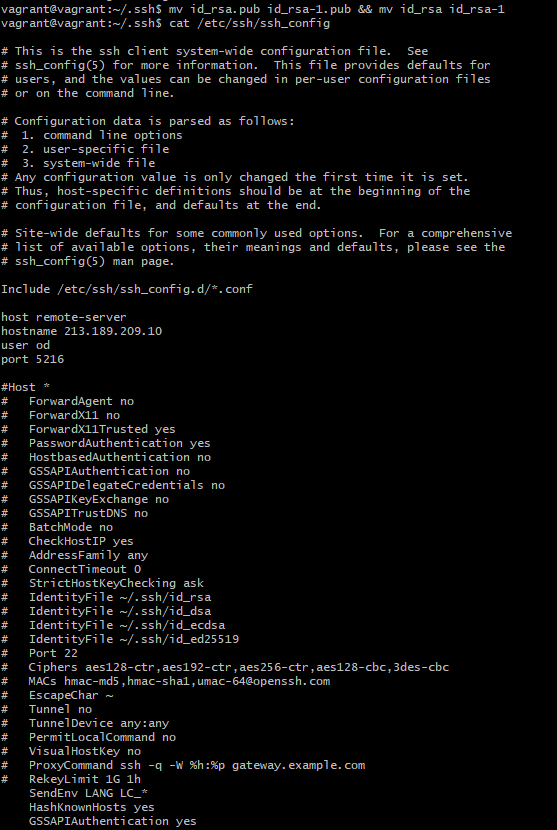 vagrant@vagrant:~/.ssh$ mv id_rsa.pub id_rsa-1.pub && mv id_rsa id_rsa-1
vagrant@vagrant:~/.ssh$ cat /etc/ssh/ssh_config
# This is the ssh client system-wide configuration file.  See
# ssh_config(5) for more information.  This file provides defaults for
# users, and the values can be changed in per-user configuration files
# or on the command line.
# Configuration data is parsed as follows:
#  1. command line options
#  2. user-specific file
#  3. system-wide file
# Any configuration value is only changed the first time it is set.
# Thus, host-specific definitions should be at the beginning of the
# configuration file, and defaults at the end.
# Site-wide defaults for some commonly used options.  For a comprehensive
# list of available options, their meanings and defaults, please see the
# ssh_config(5) man page.
Include /etc/ssh/ssh_config.d/*.conf
host remote-server
hostname 213.189.209.10
user od
port 5216
#Host *
#   ForwardAgent no
#   ForwardX11 no
#   ForwardX11Trusted yes
#   PasswordAuthentication yes
#   HostbasedAuthentication no
#   GSSAPIAuthentication no
#   GSSAPIDelegateCredentials no
#   GSSAPIKeyExchange no
#   GSSAPITrustDNS no
#   BatchMode no
#   CheckHostIP yes
#   AddressFamily any
#   ConnectTimeout 0
#   StrictHostKeyChecking ask
#   IdentityFile ~/.ssh/id_rsa
#   IdentityFile ~/.ssh/id_dsa
#   IdentityFile ~/.ssh/id_ecdsa
#   IdentityFile ~/.ssh/id_ed25519
#   Port 22
#   Ciphers aes128-ctr,aes192-ctr,aes256-ctr,aes128-cbc,3des-cbc
#   MACs hmac-md5,hmac-sha1,umac-64@openssh.com
#   EscapeChar ~
#   Tunnel no
#   TunnelDevice any:any
#   PermitLocalCommand no
#   VisualHostKey no
#   ProxyCommand ssh -q -W %h:%p gateway.example.com
#   RekeyLimit 1G 1h
    SendEnv LANG LC_*
    HashKnownHosts yes
    GSSAPIAuthentication yes